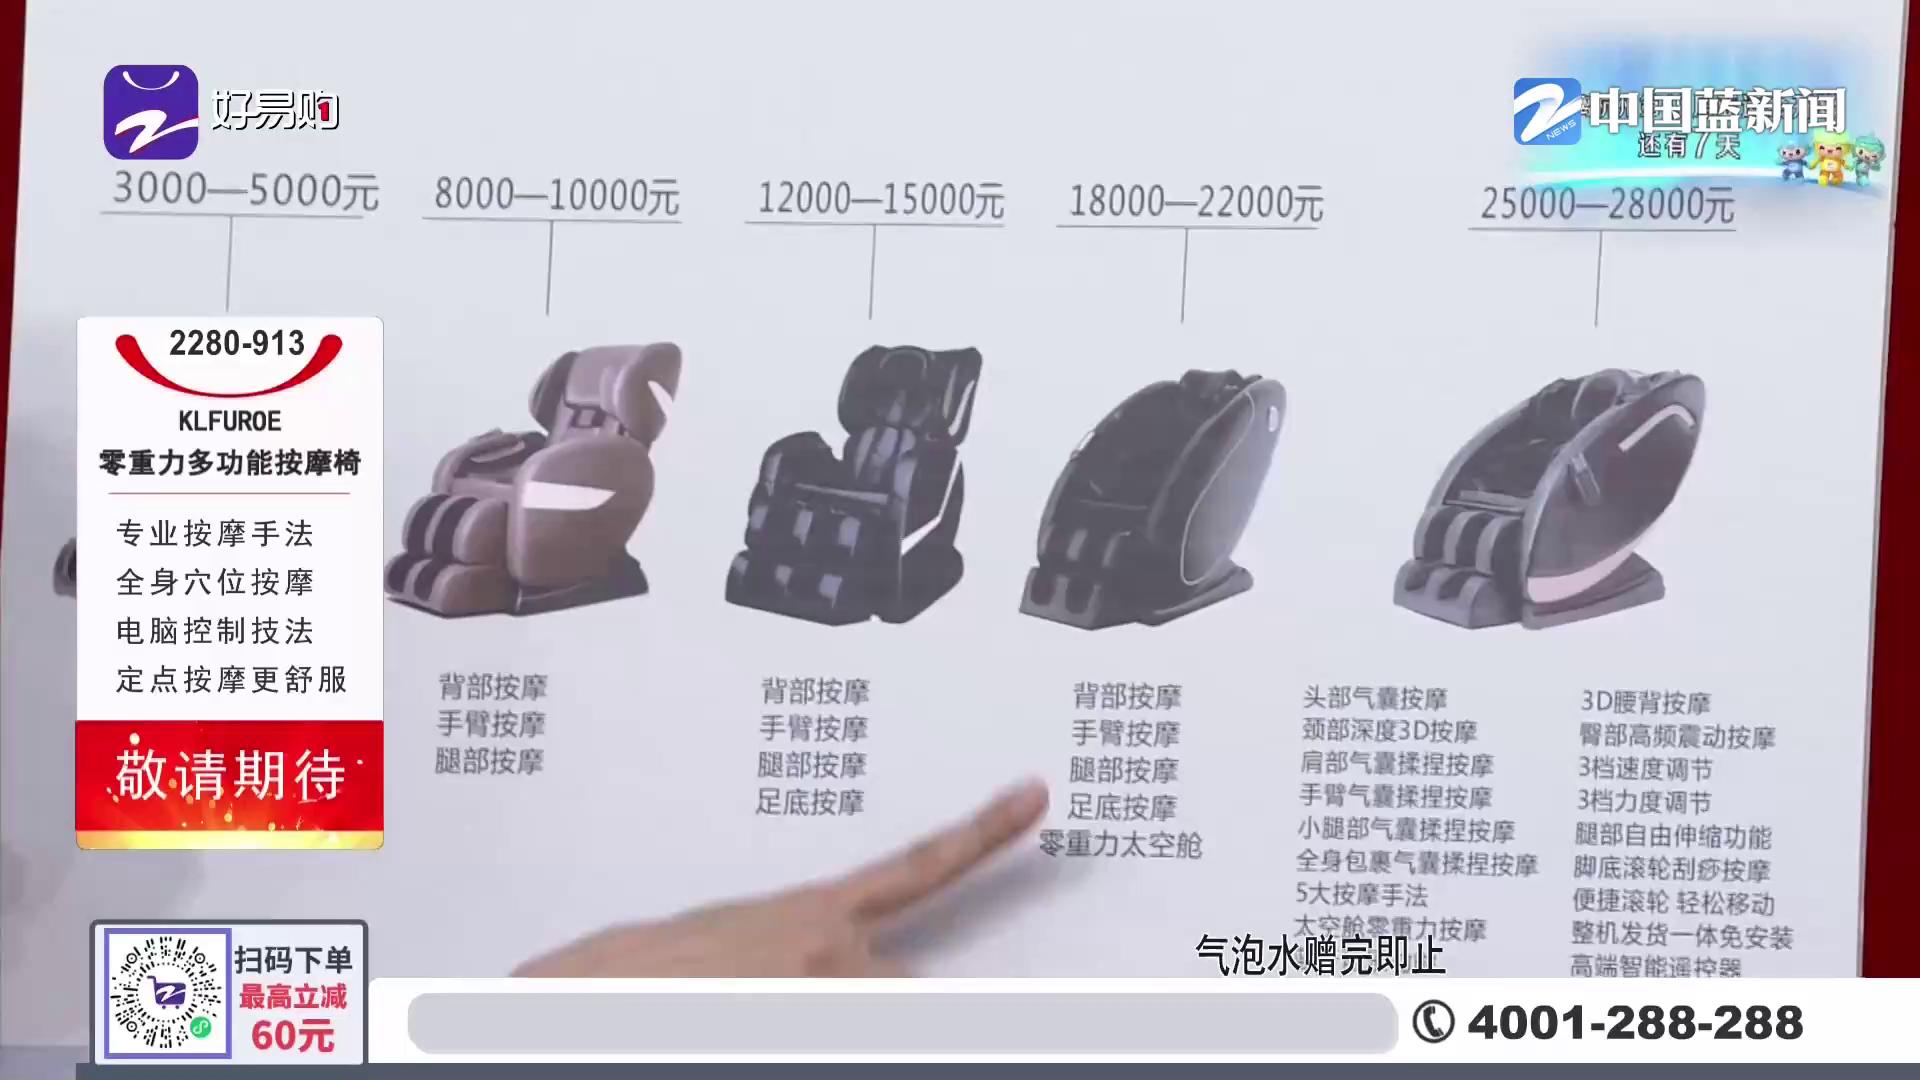 好易购1
中国蓝新闻
NEWS
还有7天
3000—5000元
8000—10000元
12000—15000元
18000—22000元
25000—28000元
2280-913
KLFUROE
零重力多功能按摩椅
专业按摩手法
全身穴位按摩
电脑控制技法
定点按摩更舒服
敬请期待
背部按摩
手臂按摩
腿部按摩
背部按摩
手臂按摩
腿部按摩
足底按摩
背部按摩
手臂按摩
腿部按摩
足底按摩
零重力太空舱
头部气囊按摩
颈部深度3D按摩
肩部气囊揉捏按摩
手臂气囊揉捏按摩
小腿部气囊揉捏按摩
全身包裹气囊揉捏按摩
5大按摩手法
太空舱零重力按摩
3D腰背按摩
臀部高频震动按摩
3档速度调节
3档力度调节
腿部自由伸缩功能
脚底滚轮刮痧按摩
便捷滚轮 轻松移动
整机发货一体免安装
高端智能遥控器
气泡水赠完即止
扫码下单
最高立减
60元
4001-288-288